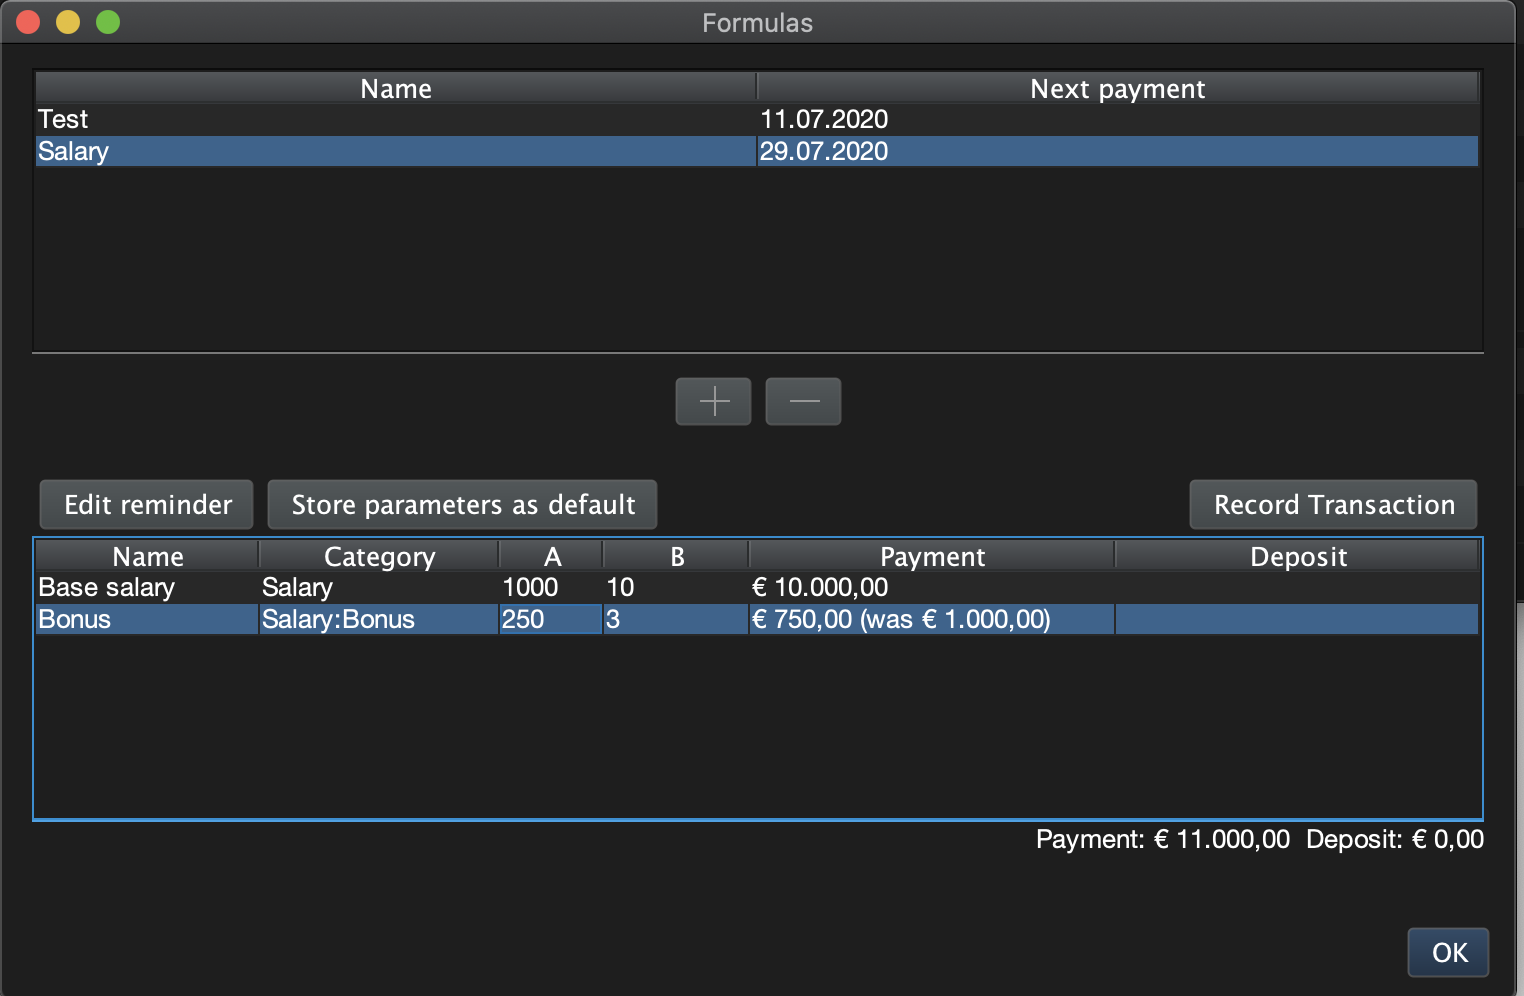 Formulas
Name Next payment
Test 11.07.2020
Salary 29.07.2020
Edit reminder Store parameters as default Record Transaction
Name Category A B Payment Deposit
Base salary Salary 1000 10 € 10.000,00
Bonus Salary:Bonus 250 3 € 750,00 (was € 1.000,00)
Payment: € 11.000,00 Deposit: € 0,00
OK